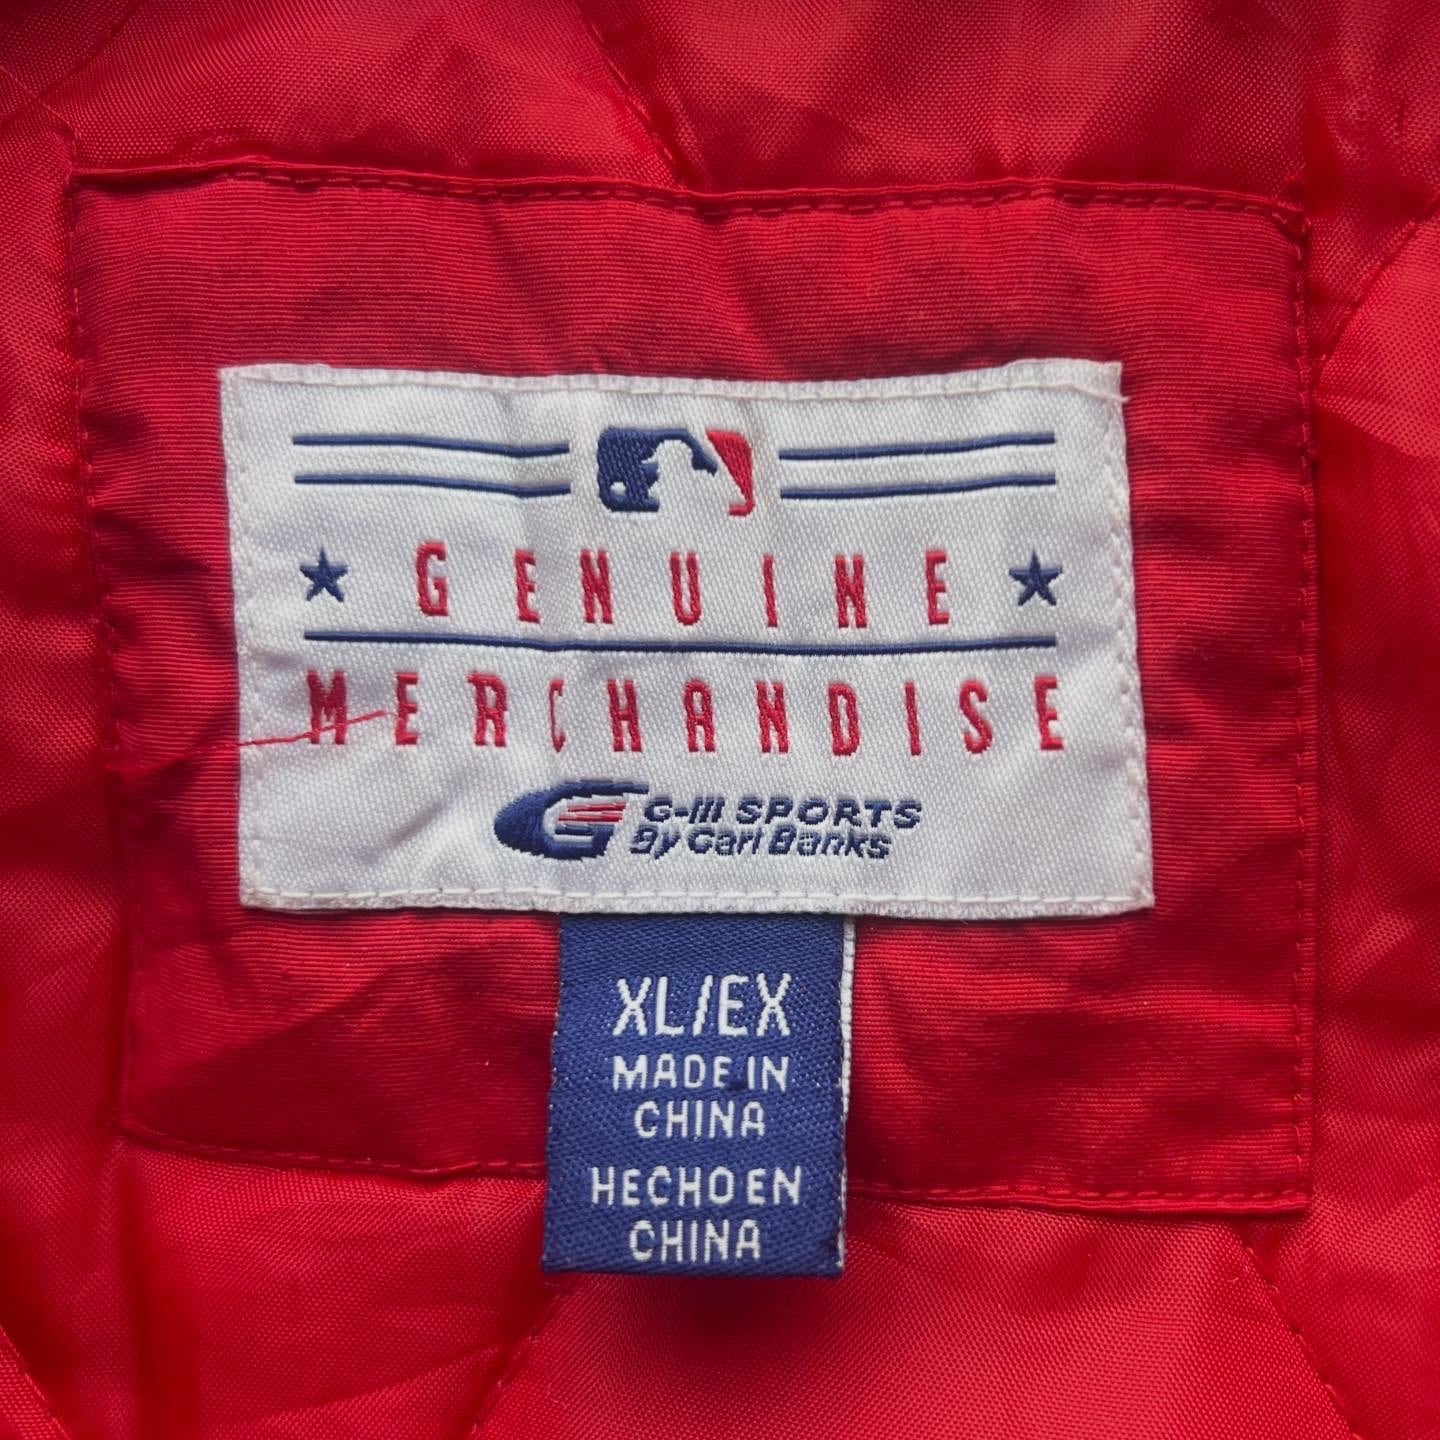 GENUINE
MERCHANDISE
G-III SPORTS
By Carl Banks
XL/EX
MADE IN
CHINA
HECHO EN
CHINA